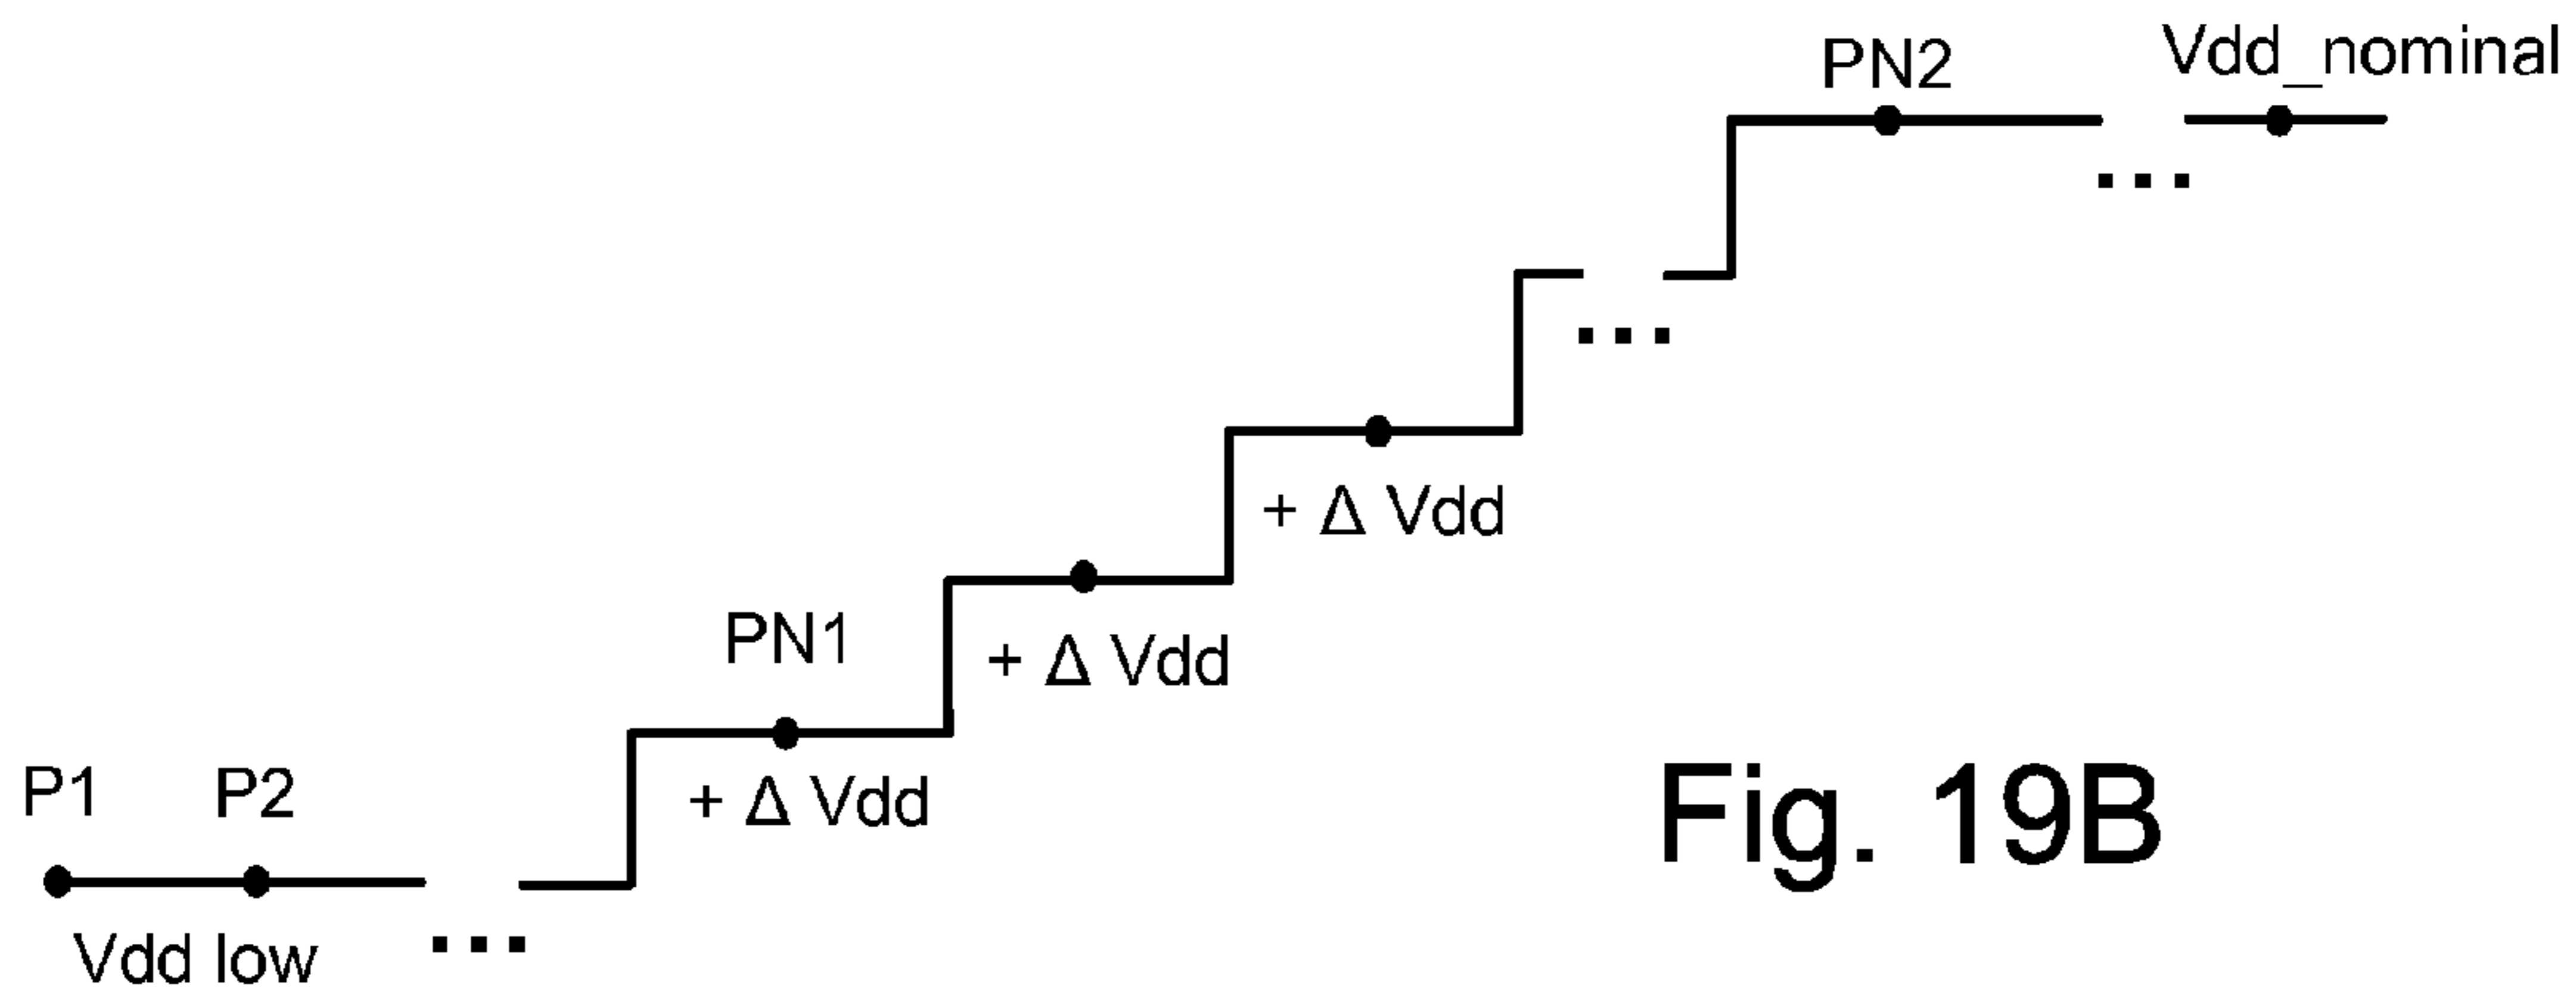 PN2
Vdd_nominal
...
...
+ Δ Vdd
PN1
+ Δ Vdd
P1
P2
+ Δ Vdd
Fig. 19B
Vdd low
...